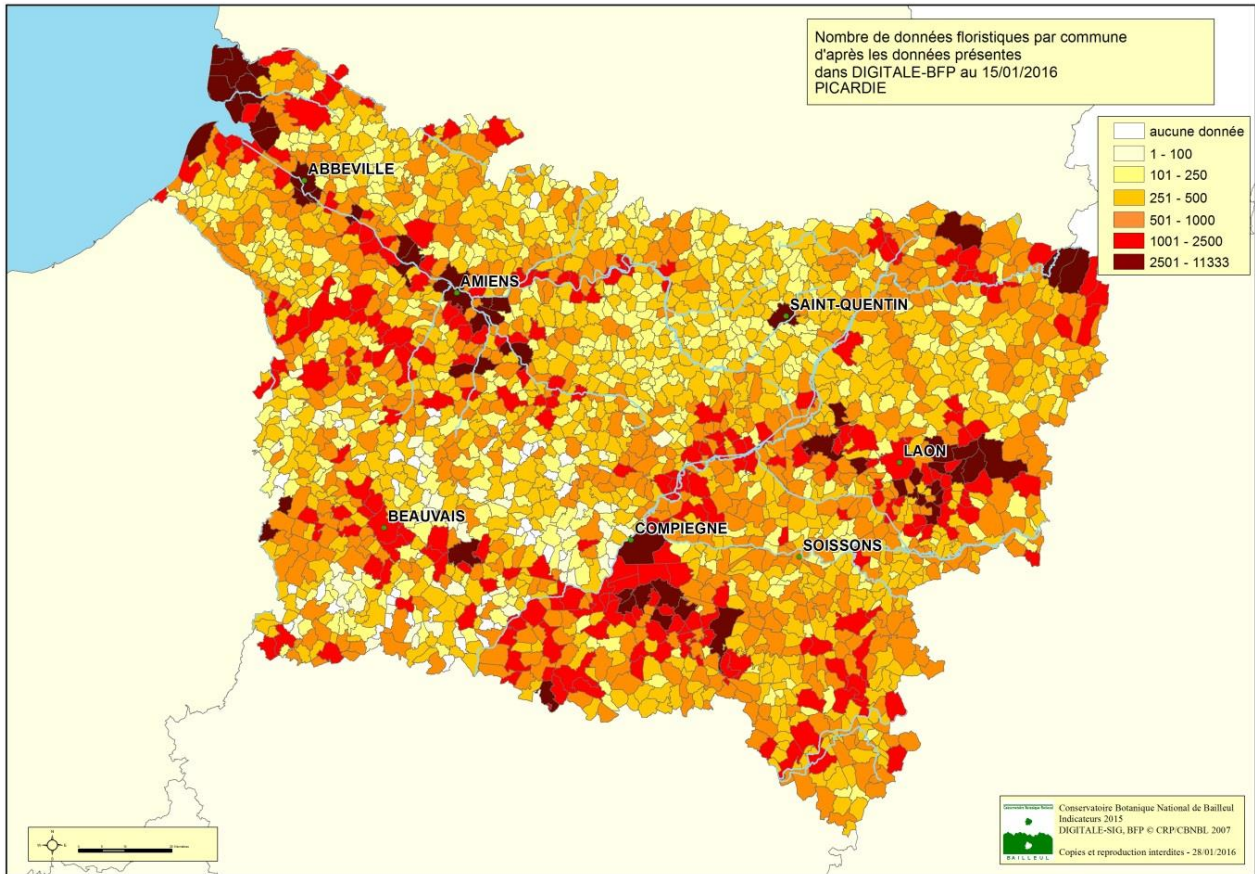 Nombre de données floristiques par commune
d'après les données présentes
dans DIGITALE-BFP au 15/01/2016
PICARDIE
aucune donnée
1 - 100
101 - 250
251 - 500
501 - 1000
1001 - 2500
2501 - 11333
ABBEVILLE
AMIENS
SAINT-QUENTIN
LAON
BEAUVAIS
COMPIEGNE
SOISSONS
Conservatoire Botanique National de Bailleul
Indicateurs 2015
DIGITALE-SIG, BFP © CRP/CBNBL 2007
Copies et reproduction interdites - 28/01/2016
BAILLEUL